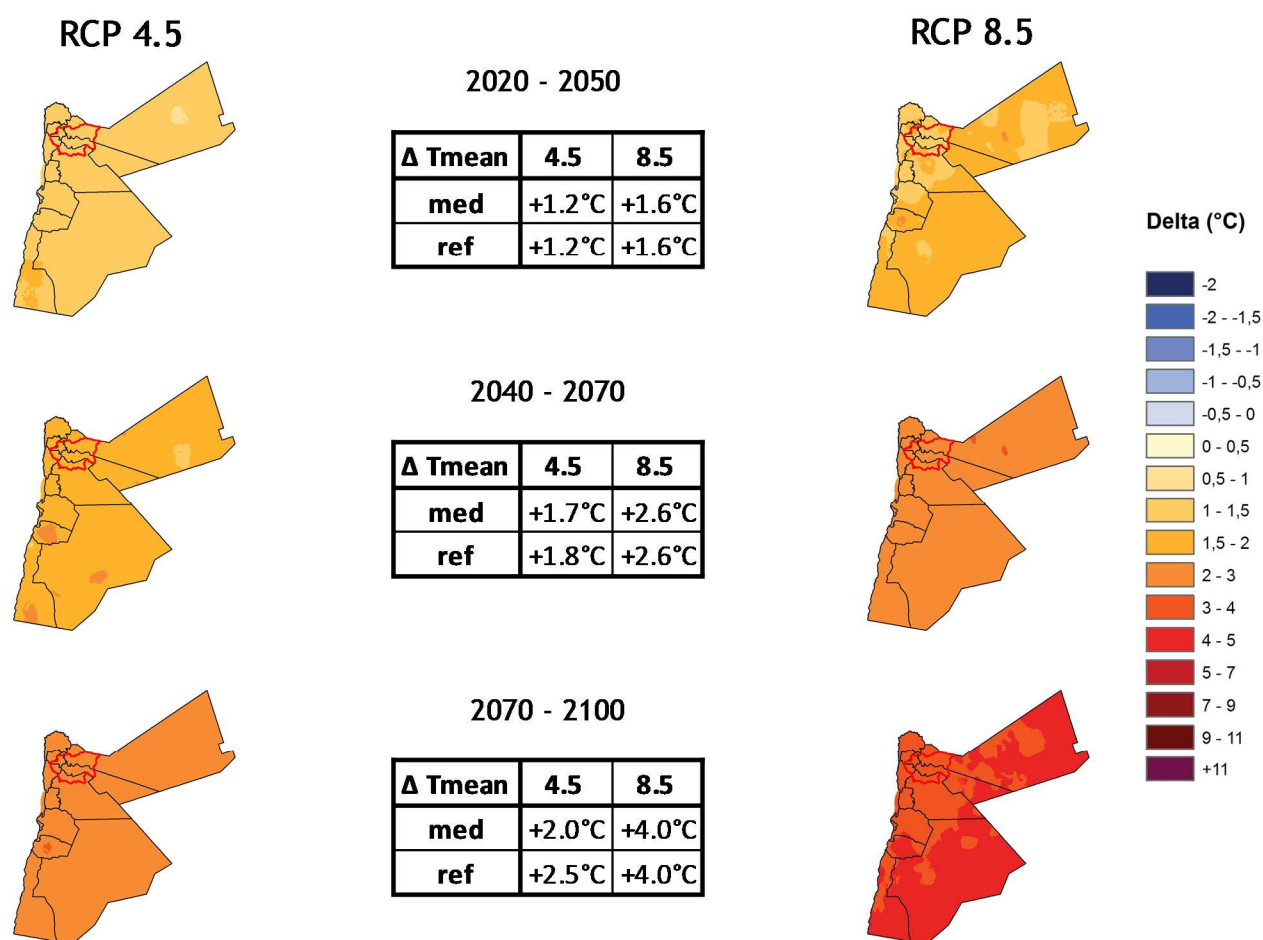 RCP 4.5
RCP 8.5
2020 - 2050
Δ Tmean 4.5 8.5
med +1.2°C +1.6°C
ref +1.2°C +1.6°C
2040 - 2070
Δ Tmean 4.5 8.5
med +1.7°C +2.6°C
ref +1.8°C +2.6°C
2070 - 2100
Δ Tmean 4.5 8.5
med +2.0°C +4.0°C
ref +2.5°C +4.0°C
Delta (°C)
-2
-2 - -1,5
-1,5 - -1
-1 - -0,5
-0,5 - 0
0 - 0,5
0,5 - 1
1 - 1,5
1,5 - 2
2 - 3
3 - 4
4 - 5
5 - 7
7 - 9
9 - 11
+11